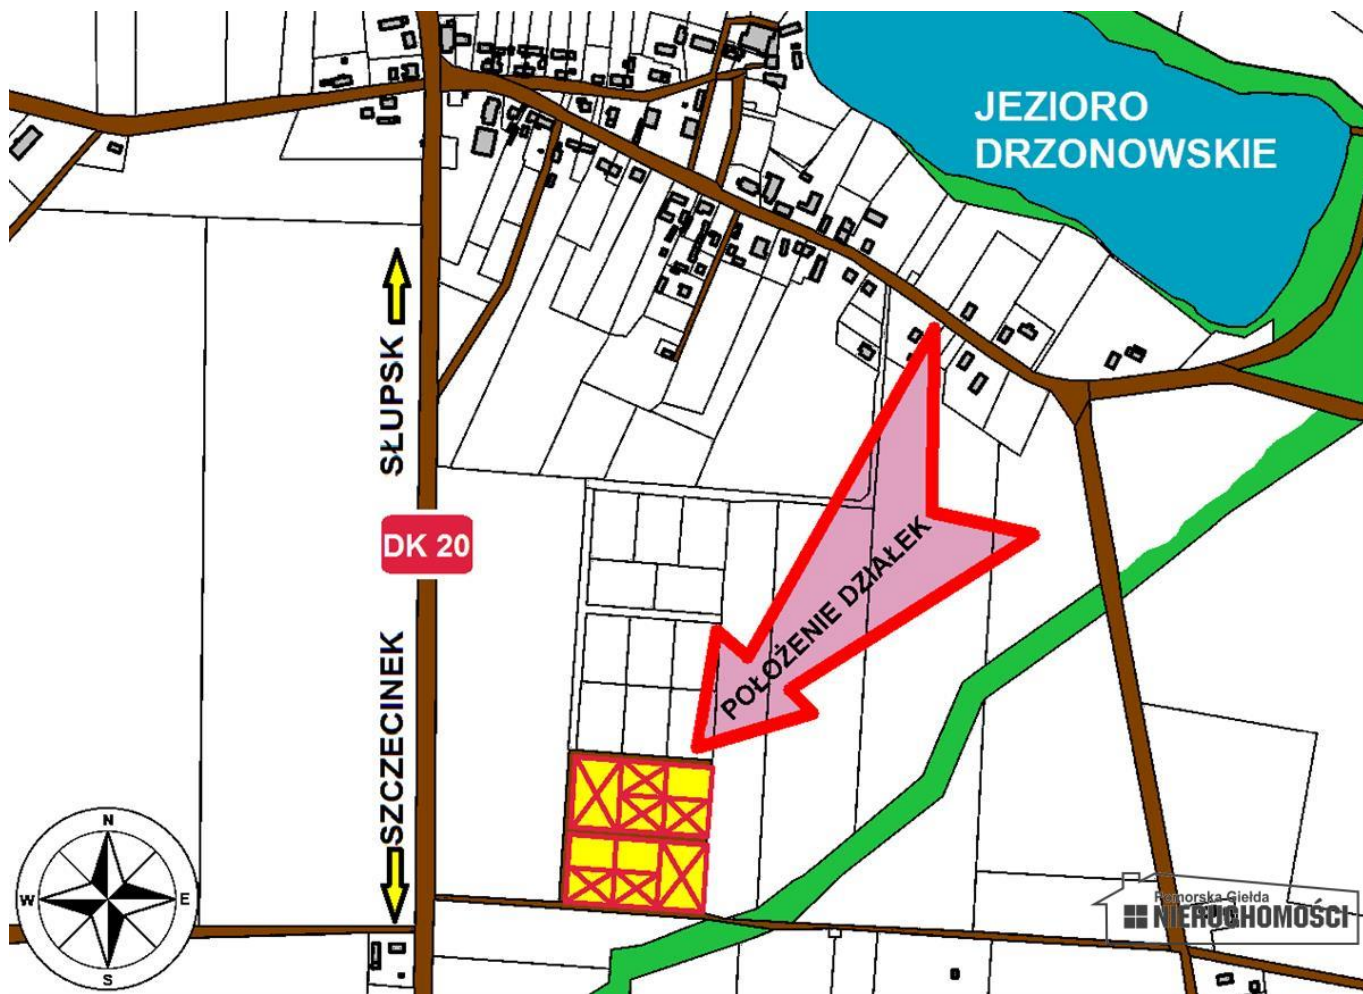 JEZIORO
DRZONOWSKIE
SŁUPSK
DK 20
POŁOŻENIE DZIAŁEK
SZCZECINEK
N
W
E
S
Pomorska Giełda
NIERUCHOMOŚCI